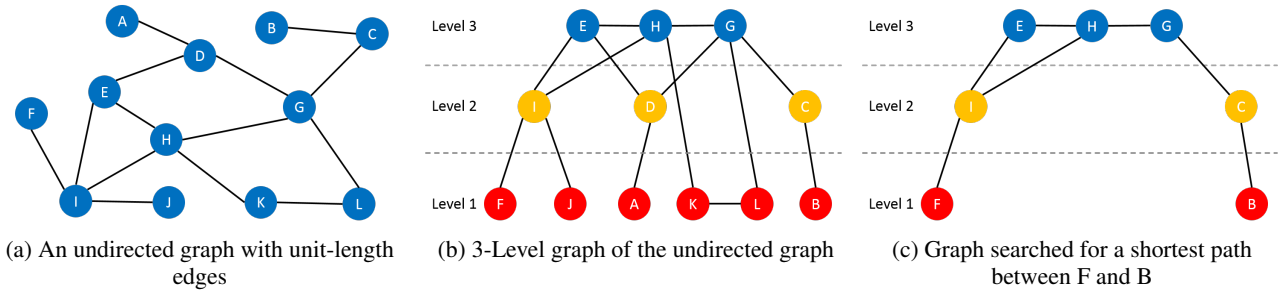 A
B
C
D
E
F
G
H
I
J
K
L
(a) An undirected graph with unit-length
edges
Level 3
E H G
Level 2
I D C
Level 1
F J A K L B
(b) 3-Level graph of the undirected graph
Level 3
E H G
Level 2
I C
Level 1
F B
(c) Graph searched for a shortest path
between F and B